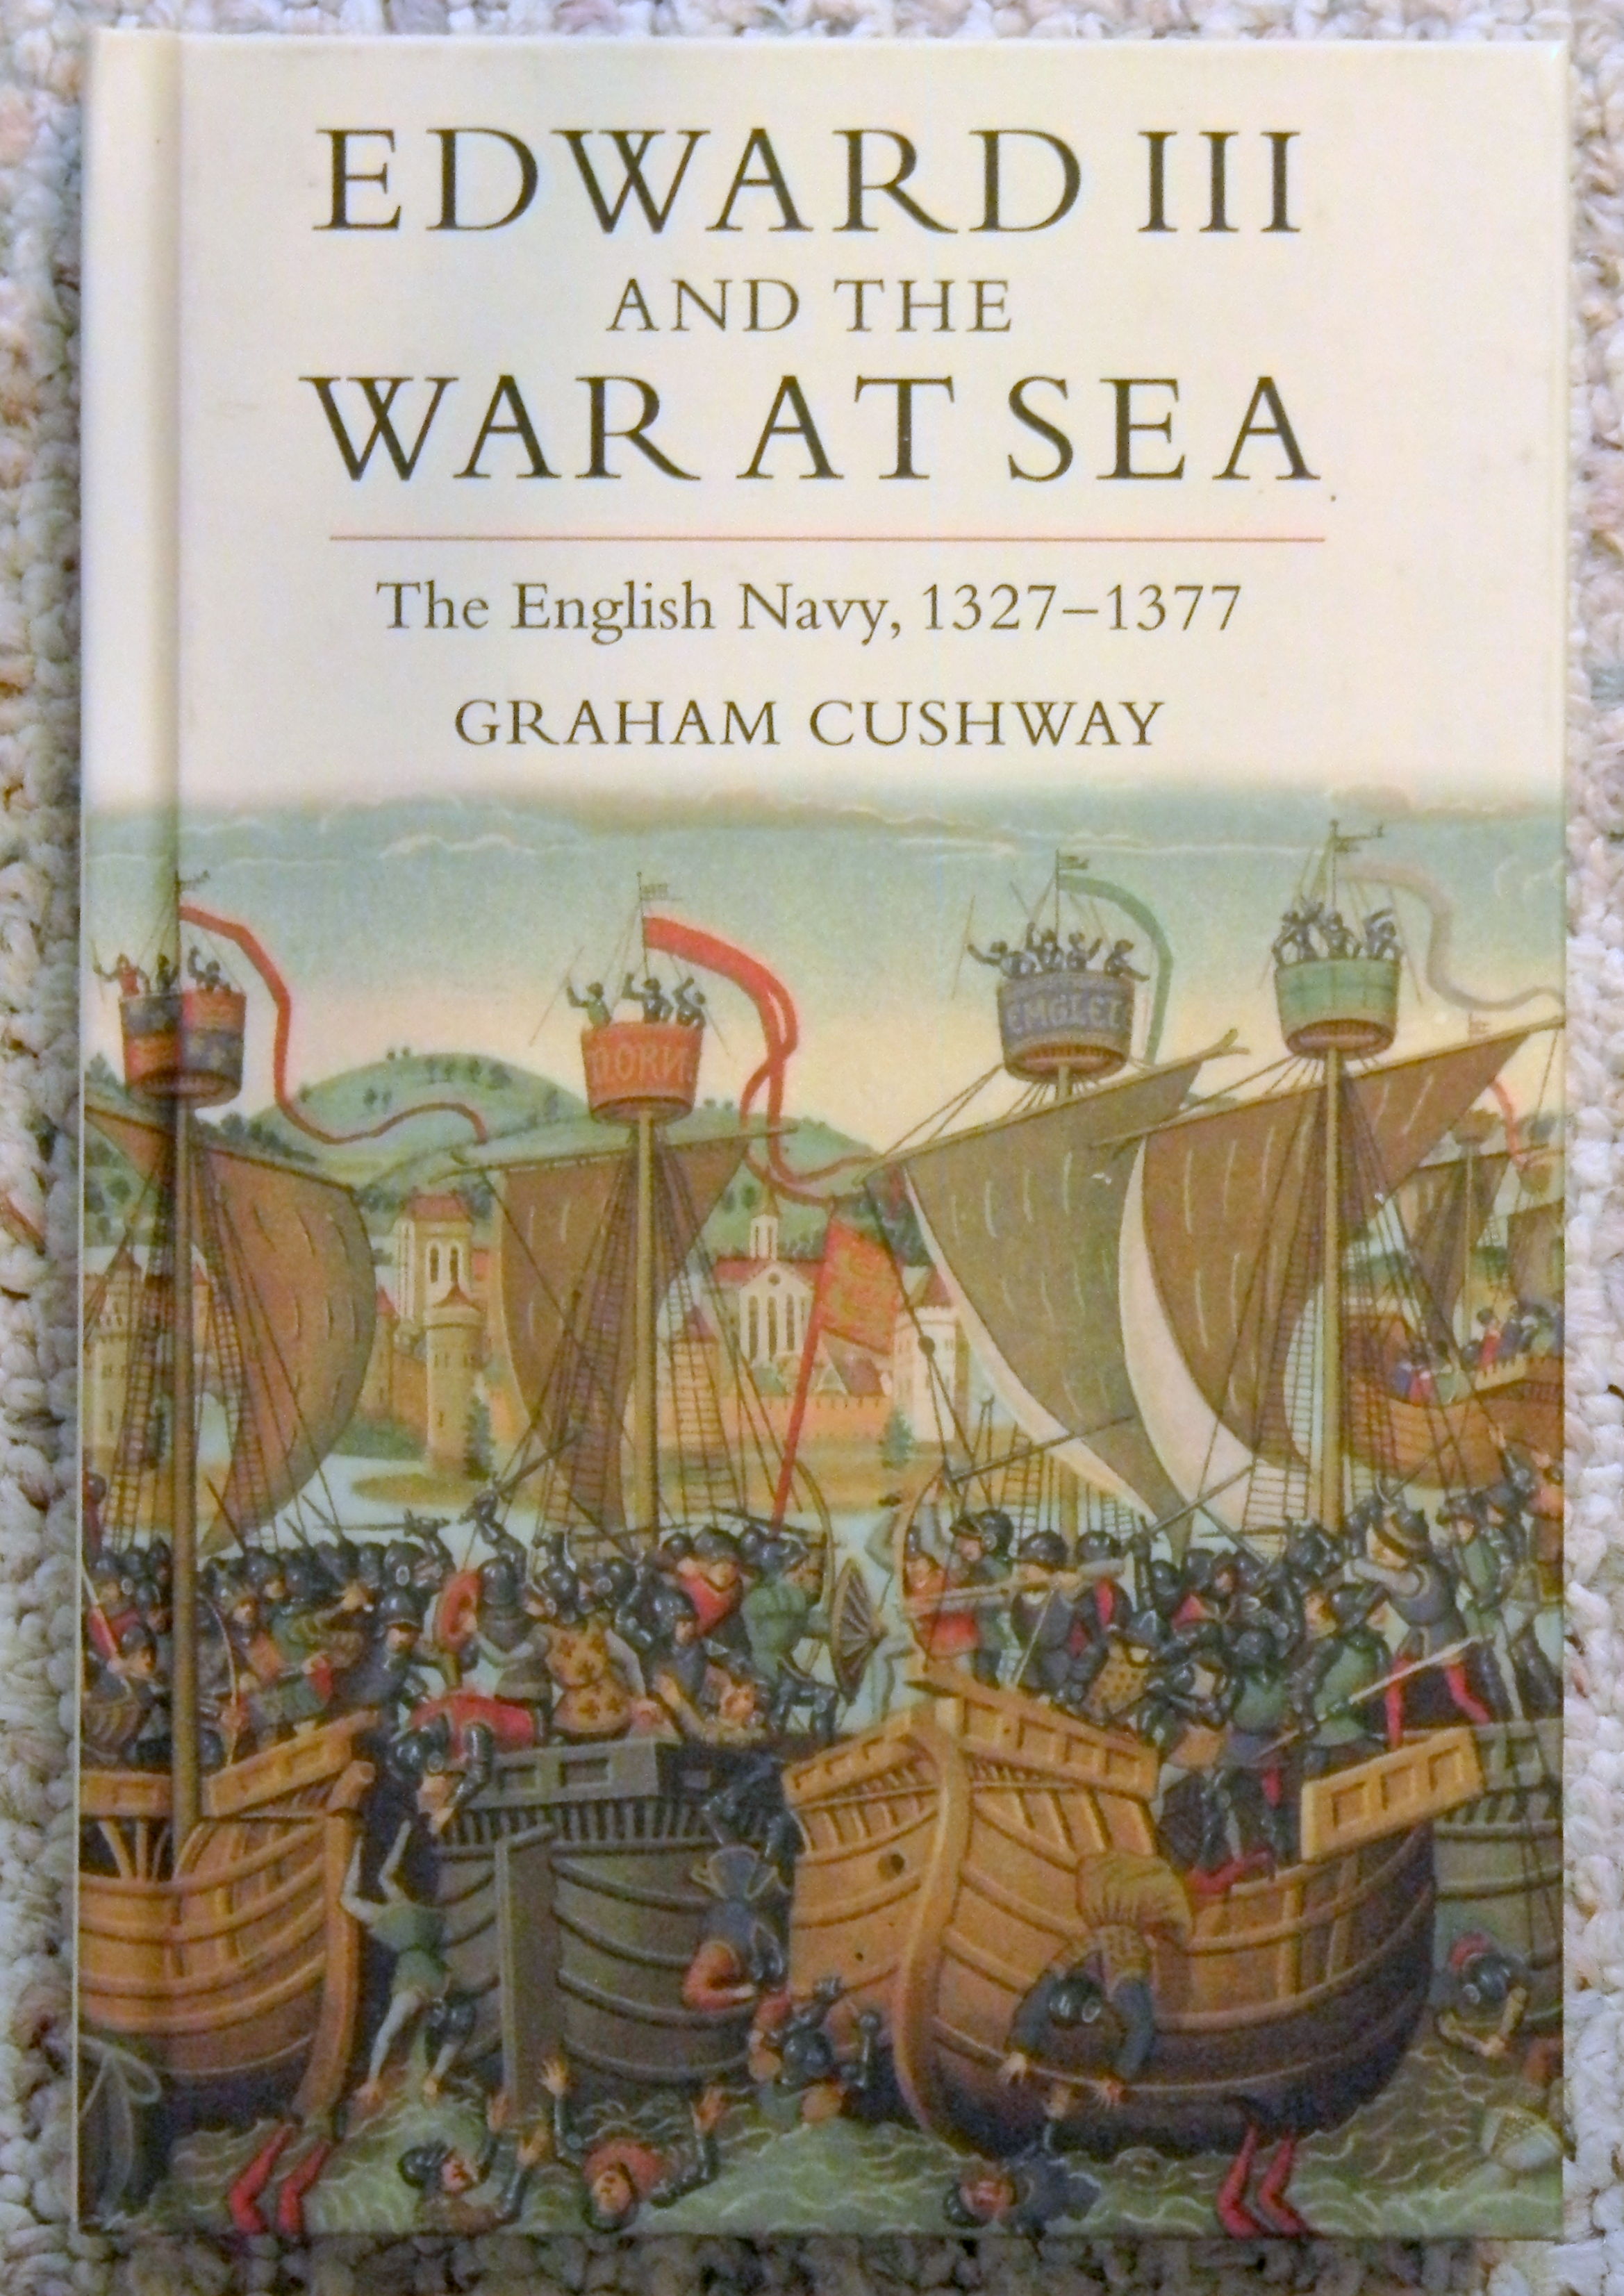 EDWARD III
AND THE
WAR AT SEA
The English Navy, 1327–1377
GRAHAM CUSHWAY